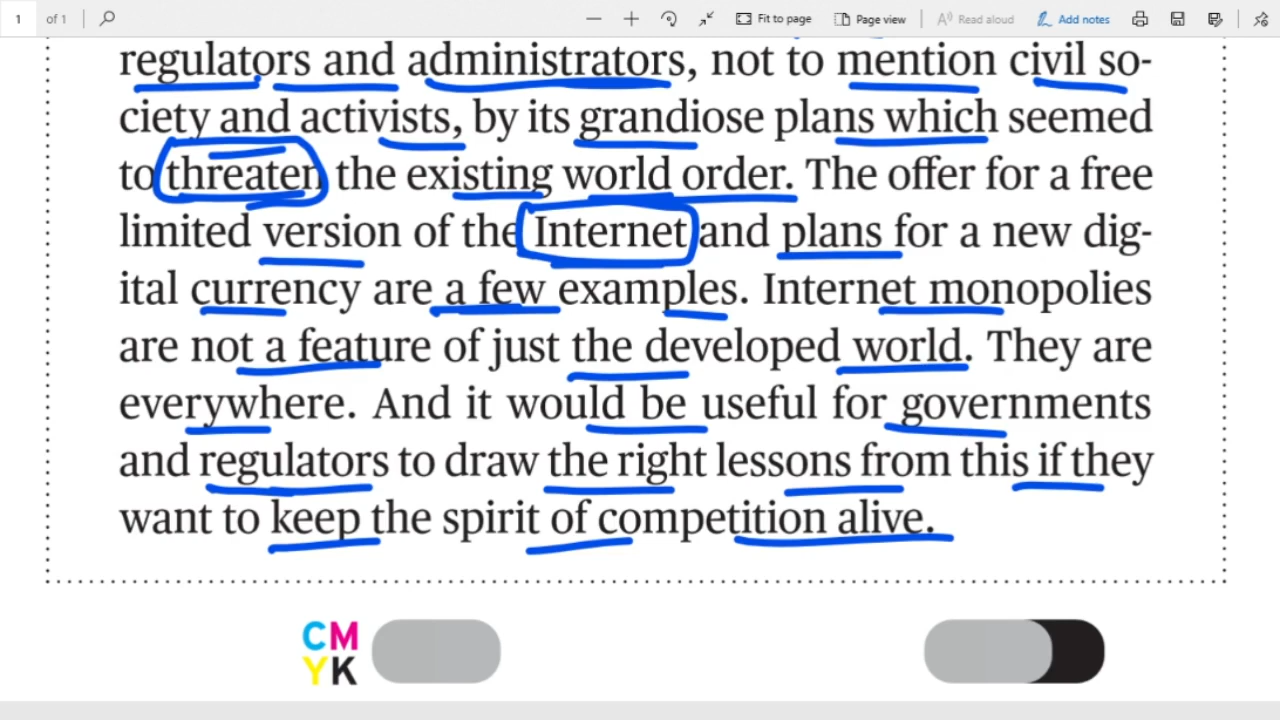 1 of 1 Fit to page Page view Read aloud Add notes
regulators and administrators, not to mention civil so-
ciety and activists, by its grandiose plans which seemed
to threaten the existing world order. The offer for a free
limited version of the Internet and plans for a new dig-
ital currency are a few examples. Internet monopolies
are not a feature of just the developed world. They are
everywhere. And it would be useful for governments
and regulators to draw the right lessons from this if they
want to keep the spirit of competition alive.
CM
YK